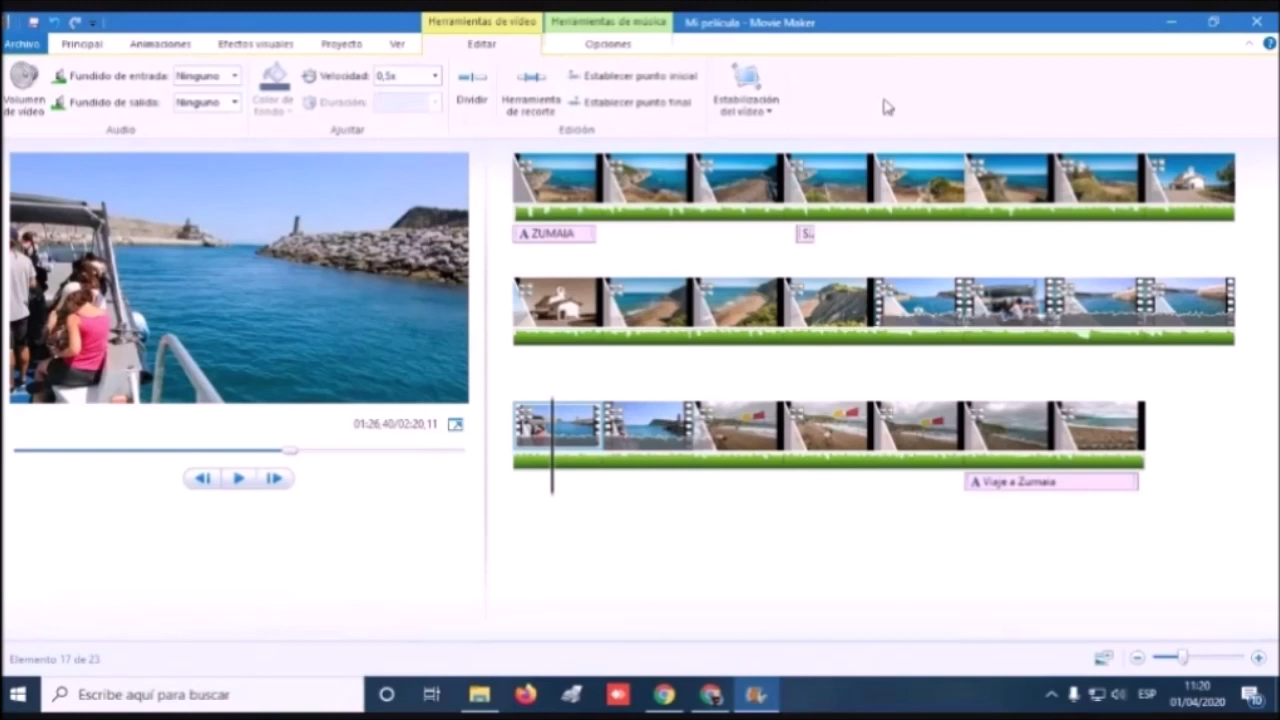 Herramientas de vídeo
Herramientas de música
Mi película - Movie Maker
Archivo
Principal
Animaciones
Efectos visuales
Proyecto
Ver
Editar
Opciones
Volumen de vídeo
Fundido de entrada: Ninguno
Fundido de salida: Ninguno
Audio
Color de fondo
Velocidad: 0,5x
Duración:
Ajustar
Dividir
Herramienta de recorte
Establecer punto inicial
Establecer punto final
Edición
Estabilización del vídeo
A ZUMAIA
01:26,40/02:20,11
A Viaje a Zumaia
Elemento 17 de 23
Escribe aquí para buscar
ESP
11:20
01/04/2020
10